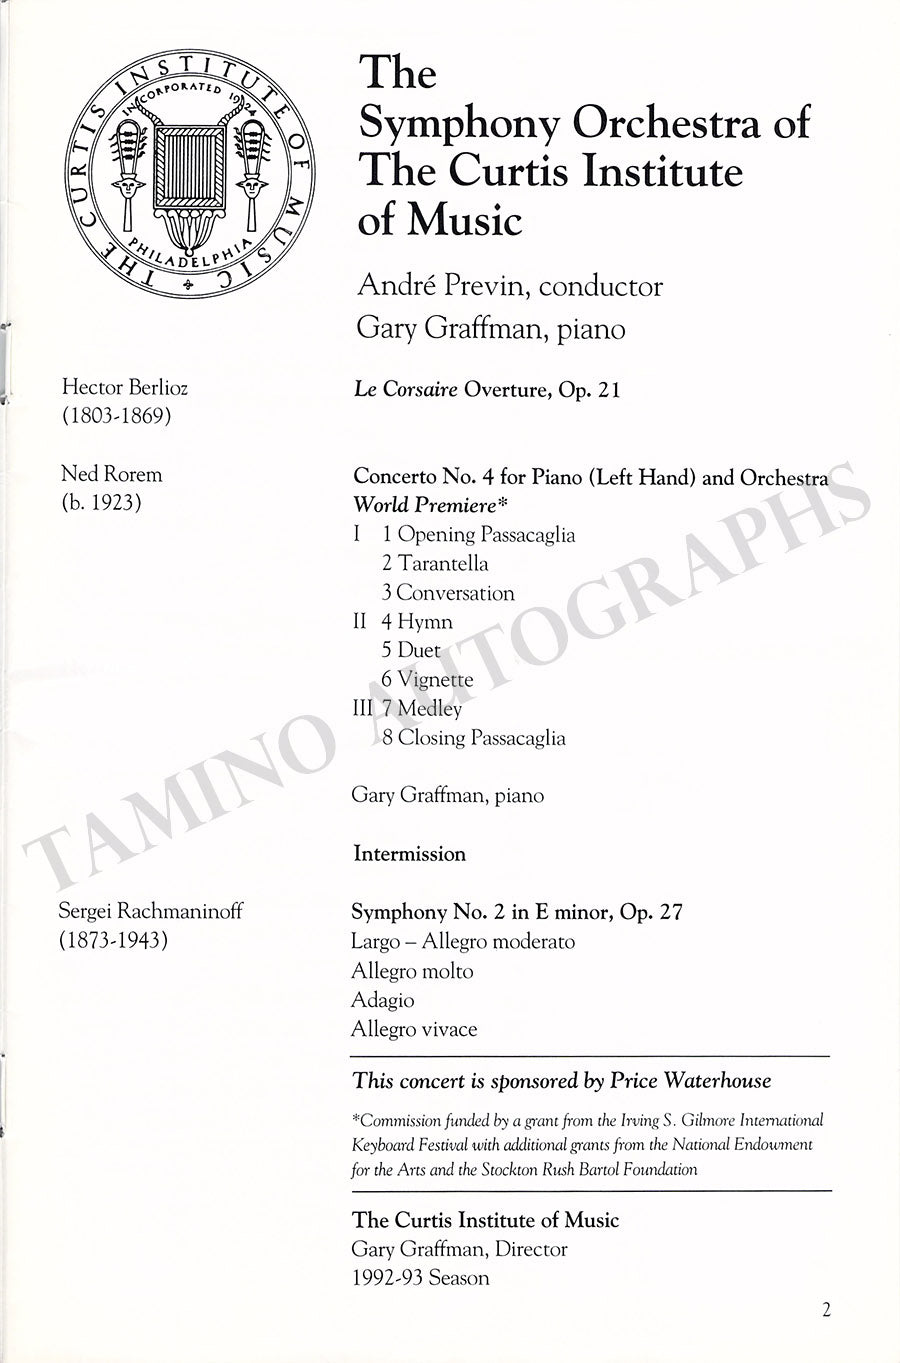 THE CURTIS INSTITUTE OF MUSIC
INCORPORATED 1924
PHILADELPHIA
The
Symphony Orchestra of
The Curtis Institute
of Music
André Previn, conductor
Gary Graffman, piano
Hector Berlioz
(1803-1869)
Le Corsaire Overture, Op. 21
Ned Rorem
(b. 1923)
Concerto No. 4 for Piano (Left Hand) and Orchestra
World Premiere*
I 1 Opening Passacaglia
2 Tarantella
3 Conversation
II 4 Hymn
5 Duet
6 Vignette
III 7 Medley
8 Closing Passacaglia
Gary Graffman, piano
Intermission
Sergei Rachmaninoff
(1873-1943)
Symphony No. 2 in E minor, Op. 27
Largo – Allegro moderato
Allegro molto
Adagio
Allegro vivace
This concert is sponsored by Price Waterhouse
*Commission funded by a grant from the Irving S. Gilmore International
Keyboard Festival with additional grants from the National Endowment
for the Arts and the Stockton Rush Bartol Foundation
The Curtis Institute of Music
Gary Graffman, Director
1992-93 Season
2
TAMINO AUTOGRAPHS